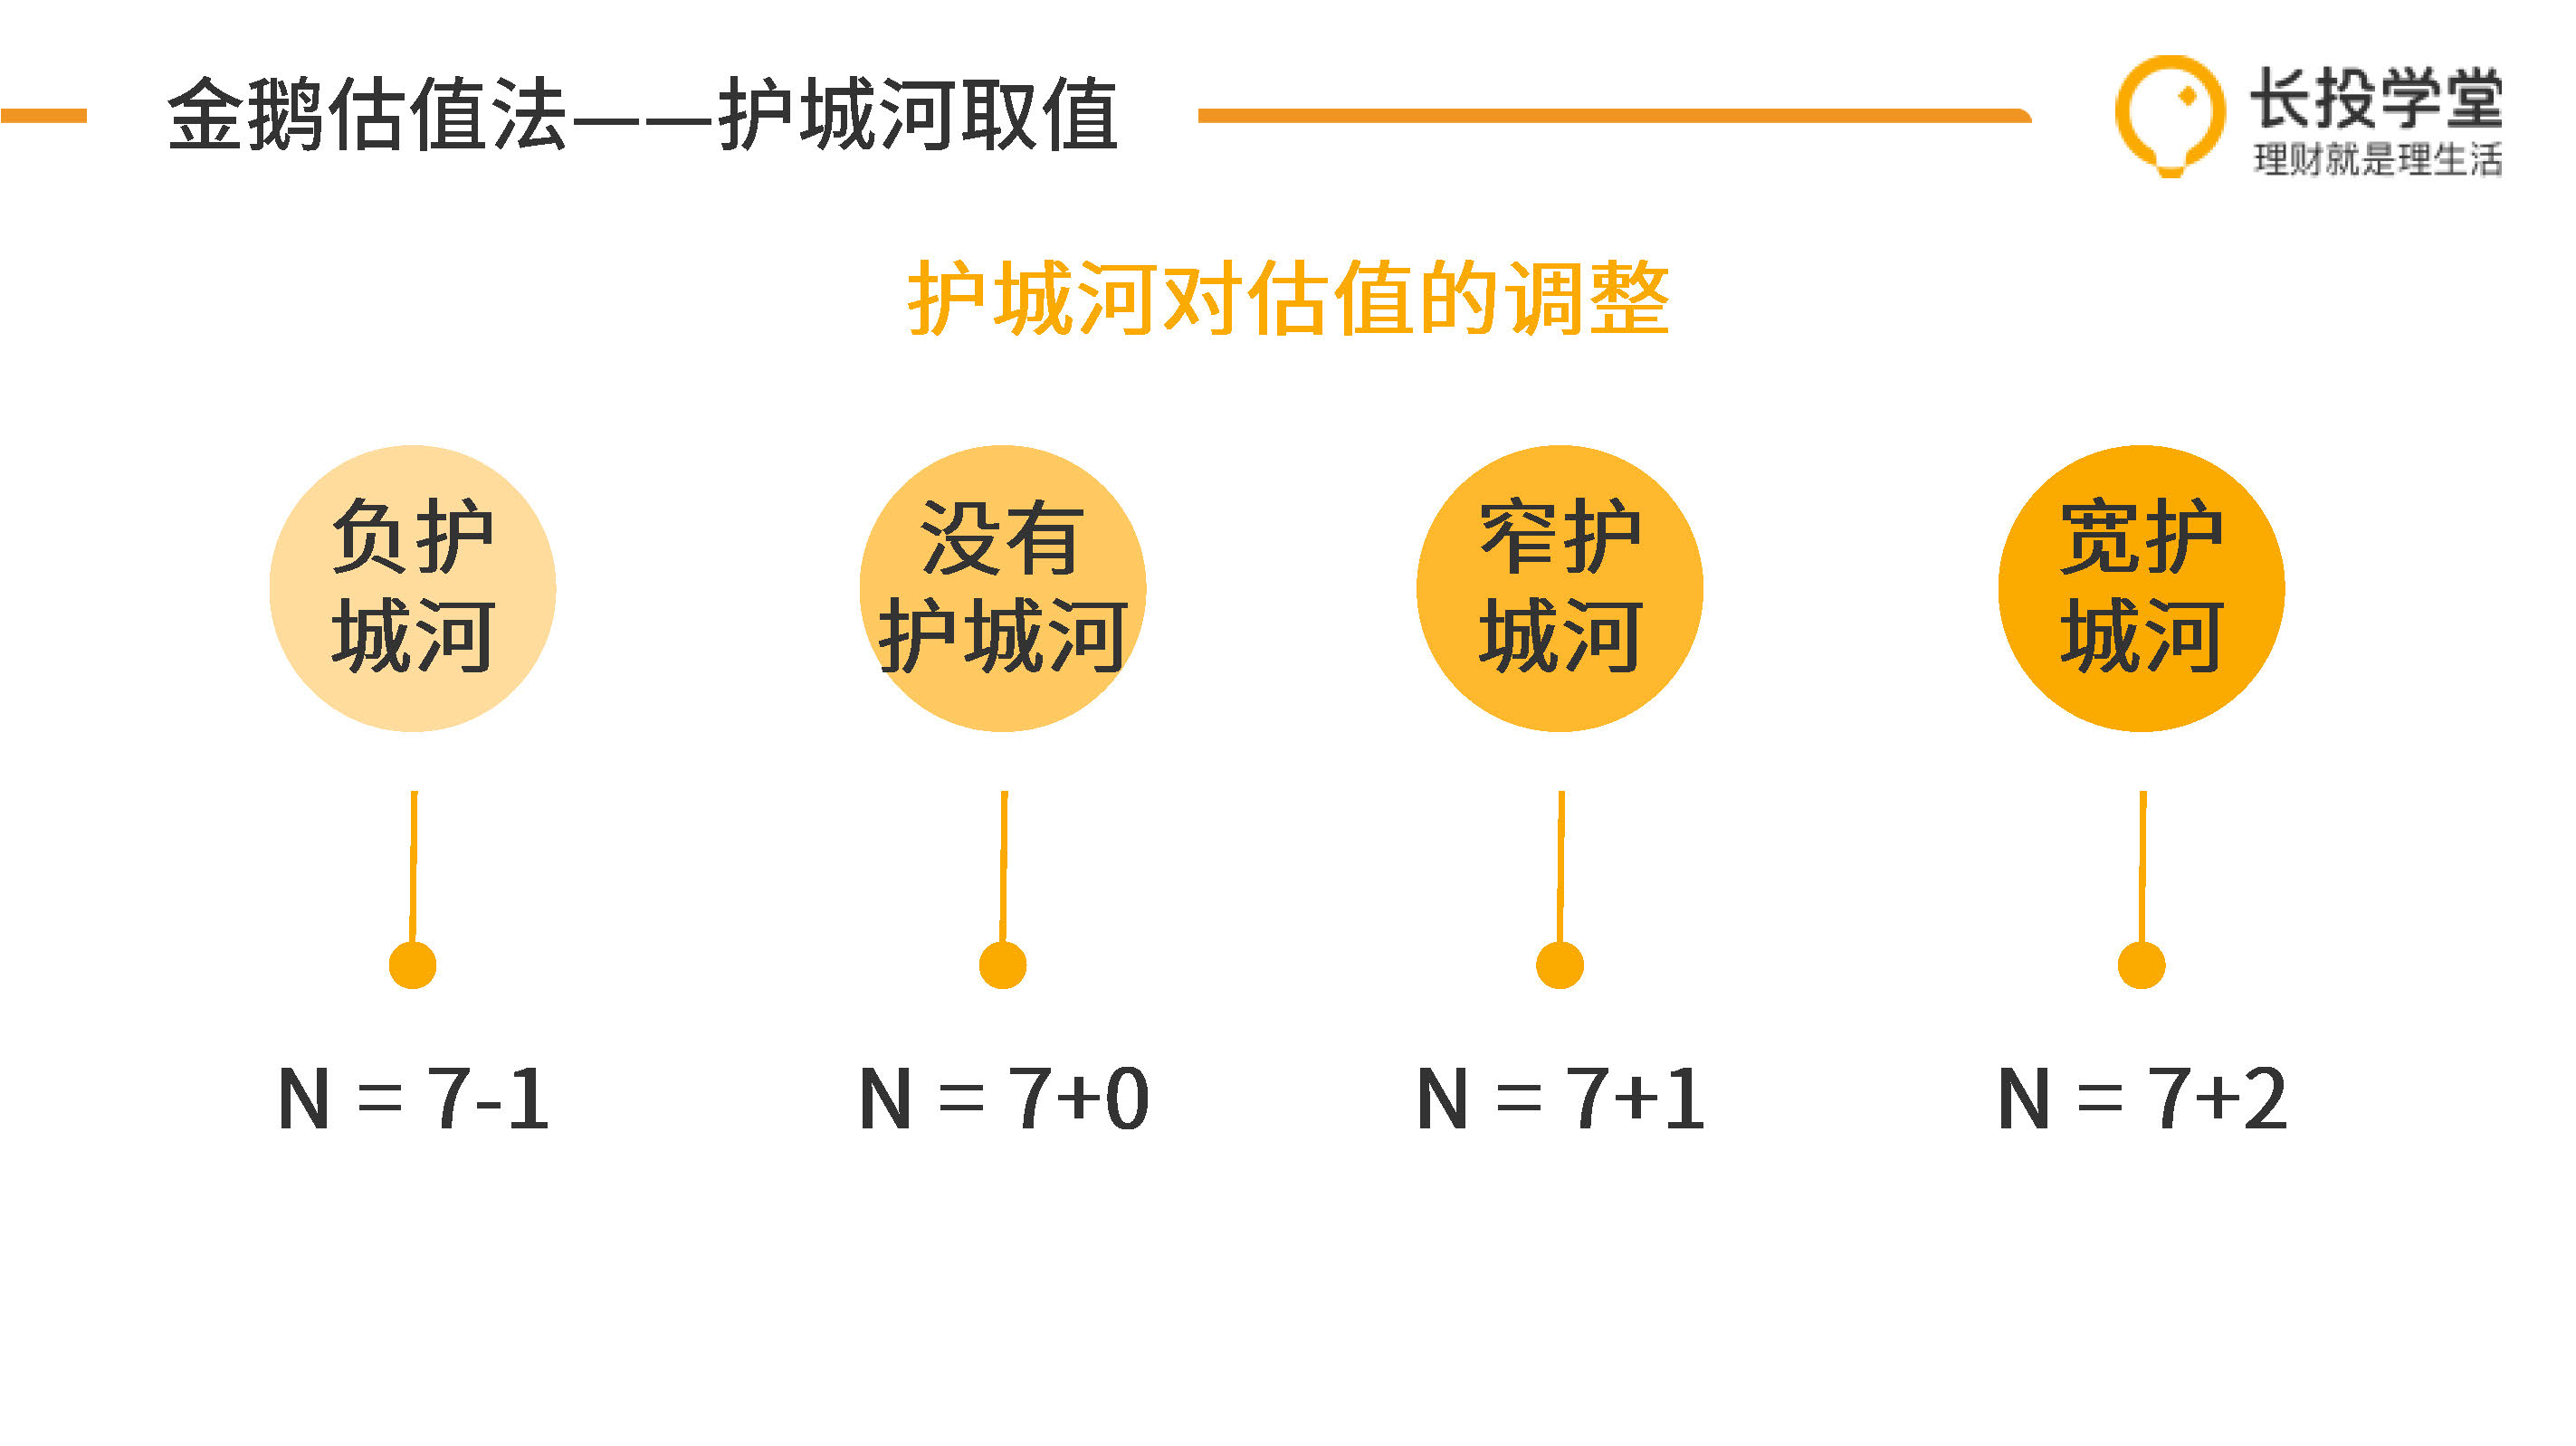 金鹅估值法——护城河取值
长投学堂
理财就是理生活
护城河对估值的调整
负护
城河
没有
护城河
窄护
城河
宽护
城河
N = 7-1
N = 7+0
N = 7+1
N = 7+2